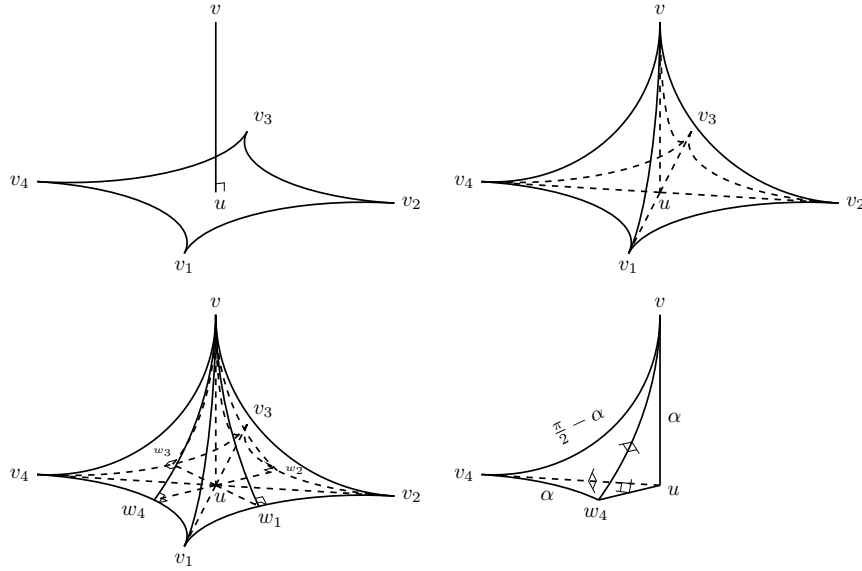 v
v₃
v₄
u
v₂
v₁
v
v₃
v₄
u
v₂
v₁
v
v₃
w₃
w₂
v₄
u
v₂
w₄
w₁
v₁
v
π/2 − α
α
v₄
u
α
w₄